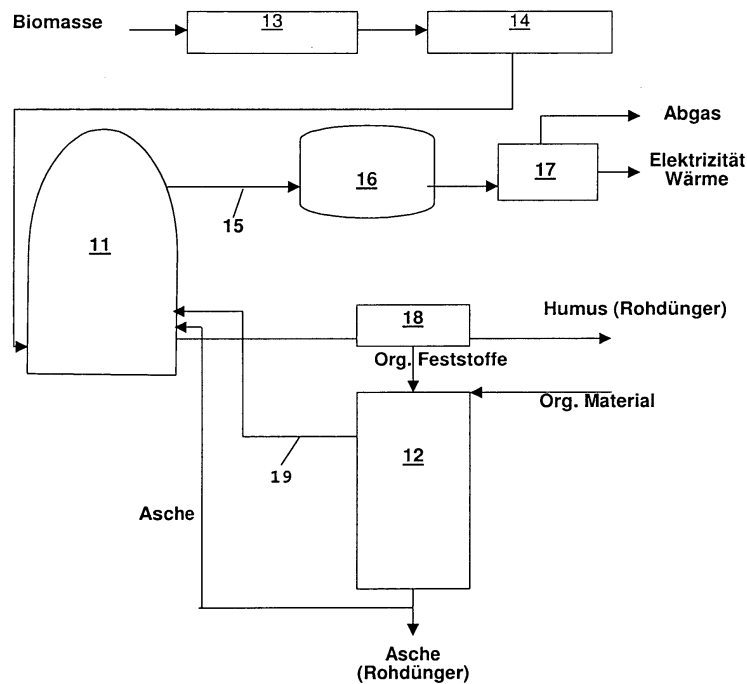 Biomasse
13
14
Abgas
Elektrizität
Wärme
17
16
15
11
18
Humus (Rohdünger)
Org. Feststoffe
Org. Material
12
19
Asche
Asche
(Rohdünger)